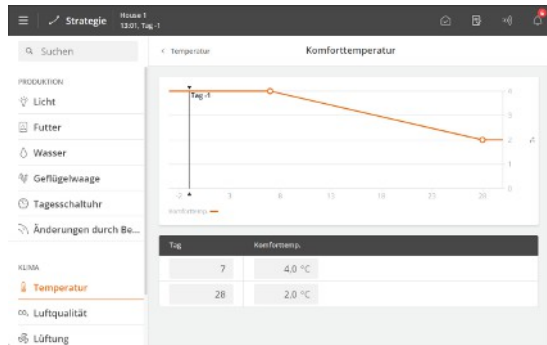 Strategie
House 1
13:01, Tag -1
Suchen
Temperatur
Komforttemperatur
PRODUKTION
Licht
Futter
Wasser
Geflügelwaage
Tagesschaltuhr
Änderungen durch Be...
KLIMA
Temperatur
CO₂ Luftqualität
Lüftung
Tag -1
4
3
2
1
0
-2 3 8 13 18 23 28
Komforttemp.
Tag Komforttemp.
7 4,0 °C
28 2,0 °C